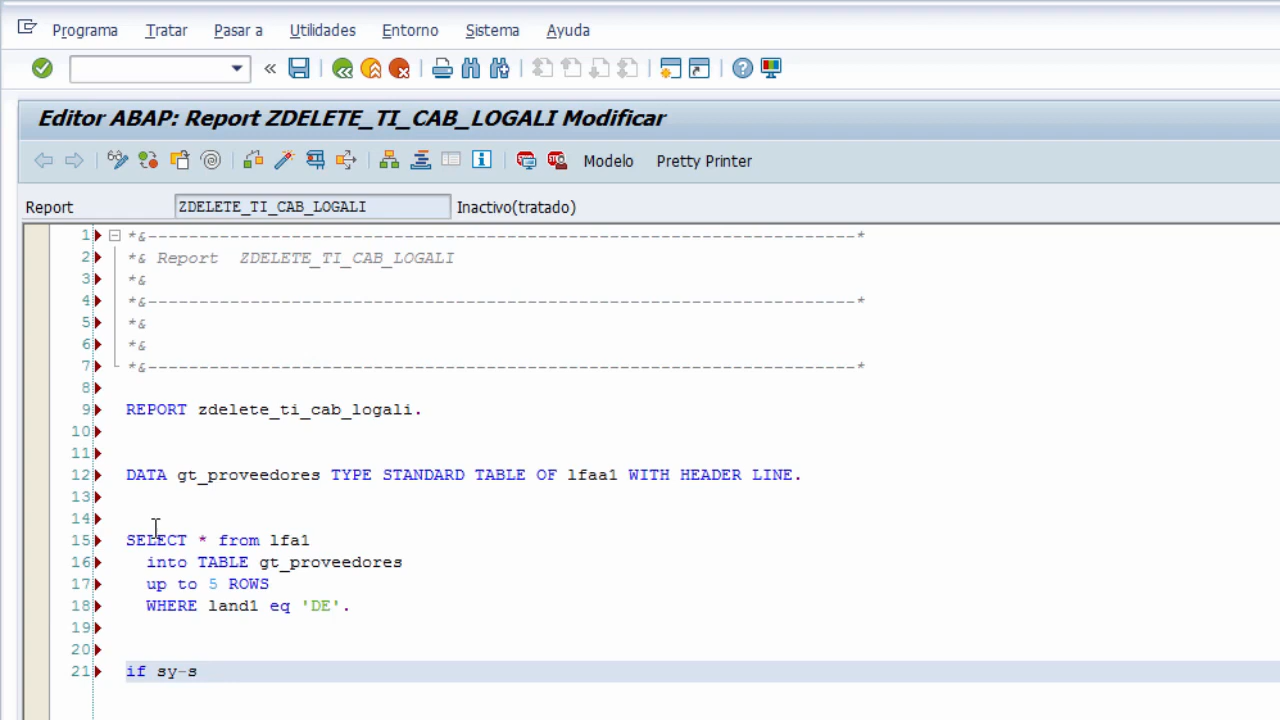 Programa Tratar Pasar a Utilidades Entorno Sistema Ayuda
Editor ABAP: Report ZDELETE_TI_CAB_LOGALI Modificar
Modelo Pretty Printer
Report ZDELETE_TI_CAB_LOGALI Inactivo(tratado)
1 *&---------------------------------------------------------------------*
2 *& Report ZDELETE_TI_CAB_LOGALI
3 *&
4 *&---------------------------------------------------------------------*
5 *&
6 *&
7 *&---------------------------------------------------------------------*
8
9 REPORT zdelete_ti_cab_logali.
10
11
12 DATA gt_proveedores TYPE STANDARD TABLE OF lfaa1 WITH HEADER LINE.
13
14
15 SELECT * from lfa1
16 into TABLE gt_proveedores
17 up to 5 ROWS
18 WHERE land1 eq 'DE'.
19
20
21 if sy-s